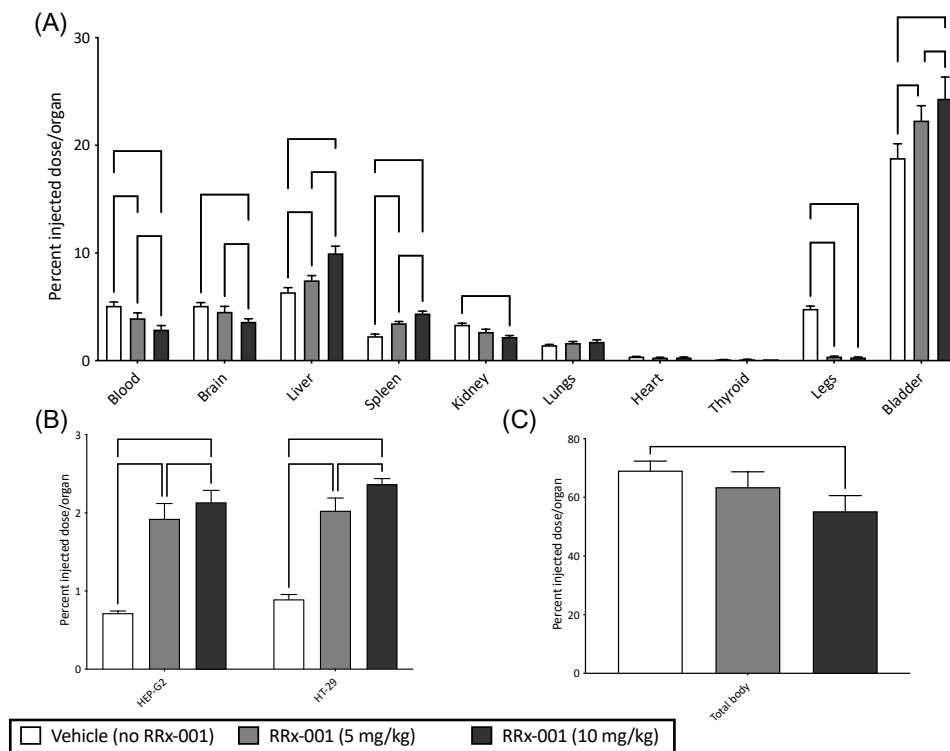 (A)
Percent injected dose/organ
30
20
10
0
Blood
Brain
Liver
Spleen
Kidney
Lungs
Heart
Thyroid
Legs
Bladder
(B)
Percent injected dose/organ
3
2
1
0
HEP-G2
HT-29
(C)
Percent injected dose/organ
80
60
40
20
0
Total body
Vehicle (no RRx-001) RRx-001 (5 mg/kg) RRx-001 (10 mg/kg)